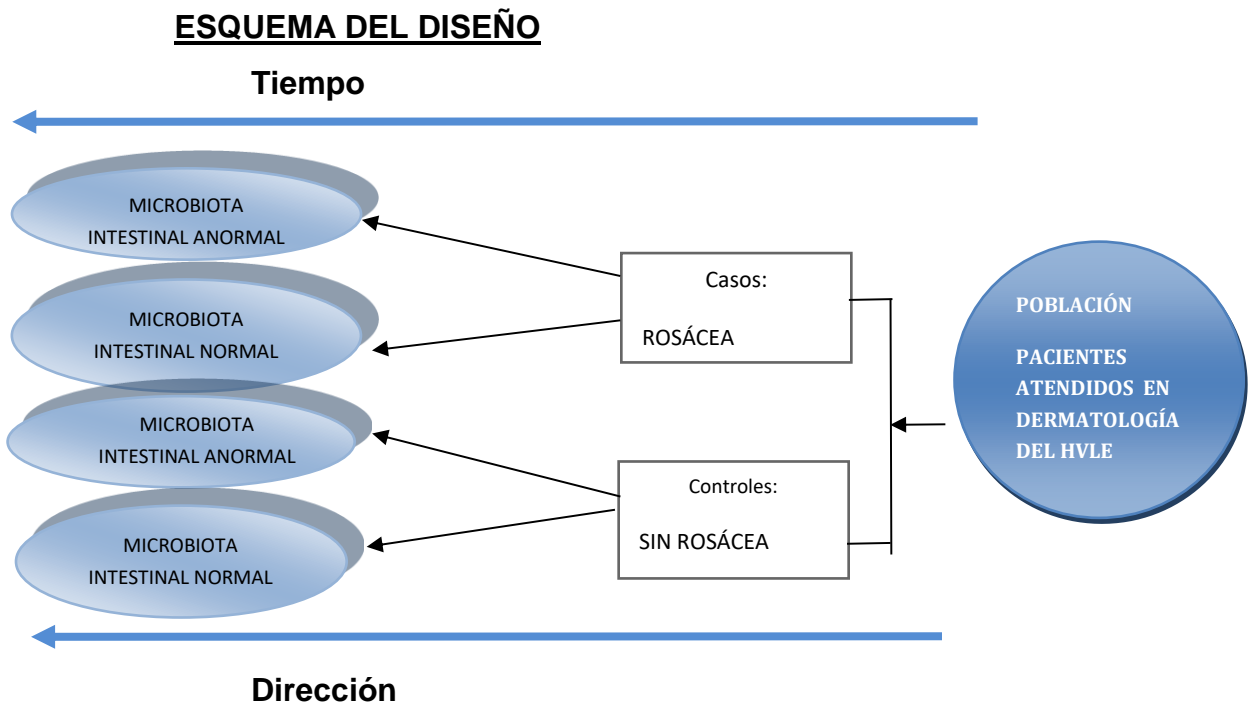 ESQUEMA DEL DISEÑO
Tiempo
MICROBIOTA
INTESTINAL ANORMAL
MICROBIOTA
INTESTINAL NORMAL
MICROBIOTA
INTESTINAL ANORMAL
MICROBIOTA
INTESTINAL NORMAL
Casos:
ROSÁCEA
Controles:
SIN ROSÁCEA
POBLACIÓN
PACIENTES
ATENDIDOS EN
DERMATOLOGÍA
DEL HVLE
Dirección